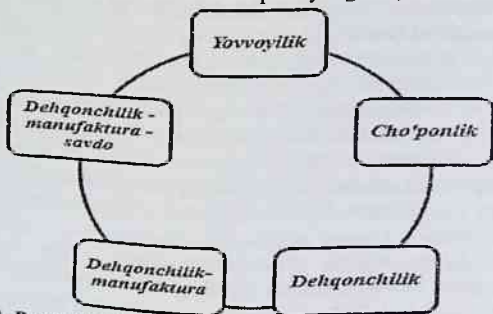 Yovvoyilik
Cho'ponlik
Dehqonchilik
Dehqonchilik-
manufaktura
Dehqonchilik -
manufaktura -
savdo